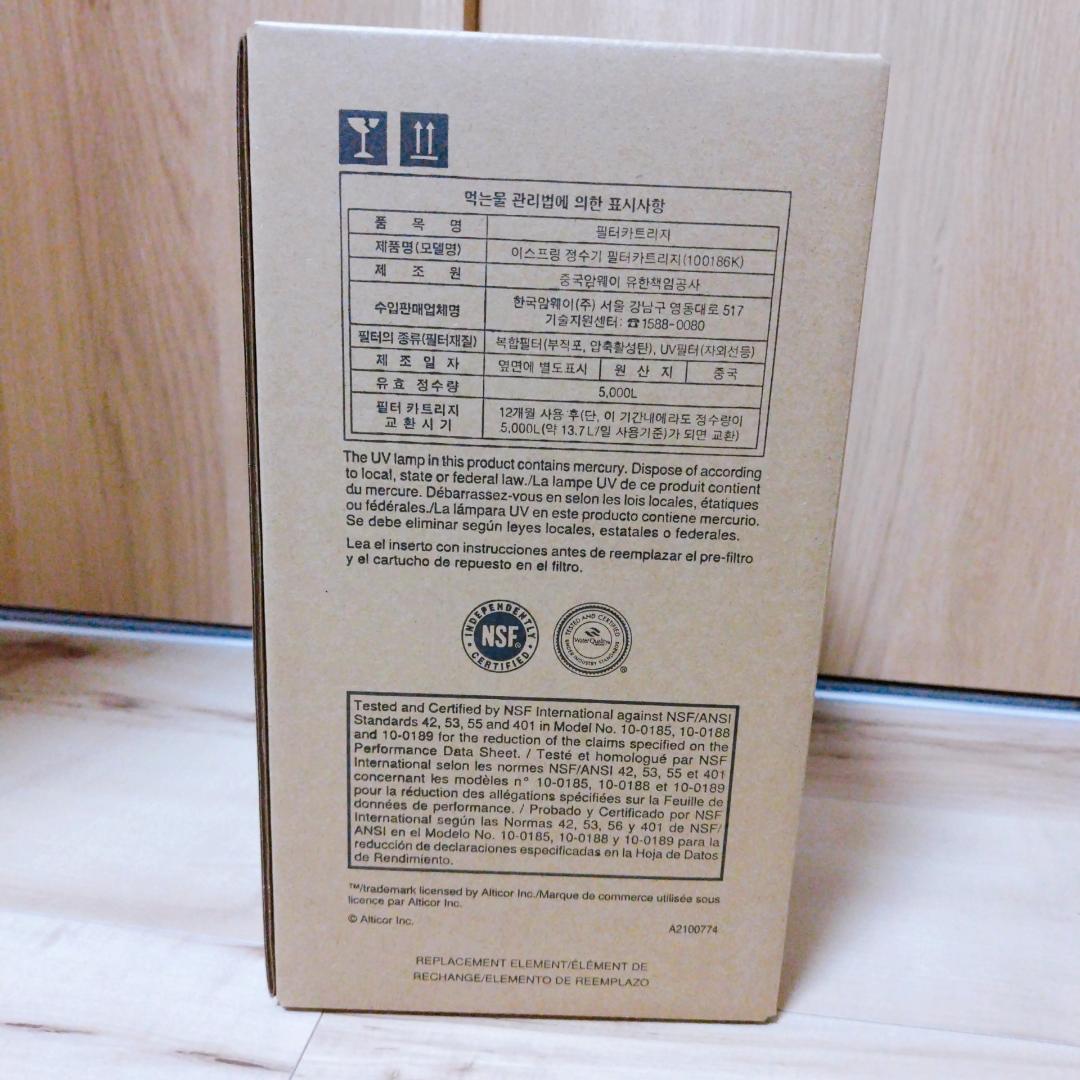 먹는물 관리법에 의한 표시사항
품 목 명 필터카트리지
제품명(모델명) 이스프링 정수기 필터카트리지(100186K)
제 조 원 중국암웨이 유한책임공사
수입판매업체명 한국암웨이(주) 서울 강남구 영동대로 517
기술지원센터: ☎1588-0080
필터의 종류(필터재질) 복합필터(부직포, 압축활성탄), UV필터(자외선등)
제 조 일 자 옆면에 별도표시 원 산 지 중국
유효 정수량 5,000L
필터 카트리지 12개월 사용 후(단, 이 기간내에라도 정수량이
교 환 시 기 5,000L(약 13.7L/일 사용기준)가 되면 교환)
The UV lamp in this product contains mercury. Dispose of according
to local, state or federal law./La lampe UV de ce produit contient
du mercure. Débarrassez-vous en selon les lois locales, étatiques
ou fédérales./La lámpara UV en este producto contiene mercurio.
Se debe eliminar según leyes locales, estatales o federales.
Lea el inserto con instrucciones antes de reemplazar el pre-filtro
y el cartucho de repuesto en el filtro.
INDEPENDENTLY
NSF®
CERTIFIED
TESTED AND CERTIFIED
WaterQuality
UNDER INDUSTRY STANDARDS
®
Tested and Certified by NSF International against NSF/ANSI
Standards 42, 53, 55 and 401 in Model No. 10-0185, 10-0188
and 10-0189 for the reduction of the claims specified on the
Performance Data Sheet. / Testé et homologué par NSF
International selon les normes NSF/ANSI 42, 53, 55 et 401
concernant les modèles n° 10-0185, 10-0188 et 10-0189
pour la réduction des allégations spécifiées sur la Feuille de
données de performance. / Probado y Certificado por NSF
International según las Normas 42, 53, 56 y 401 de NSF/
ANSI en el Modelo No. 10-0185, 10-0188 y 10-0189 para la
reducción de declaraciones especificadas en la Hoja de Datos
de Rendimiento.
™/trademark licensed by Alticor Inc./Marque de commerce utilisée sous
licence par Alticor Inc.
© Alticor Inc.
A2100774
REPLACEMENT ELEMENT/ÉLÉMENT DE
RECHANGE/ELEMENTO DE REEMPLAZO